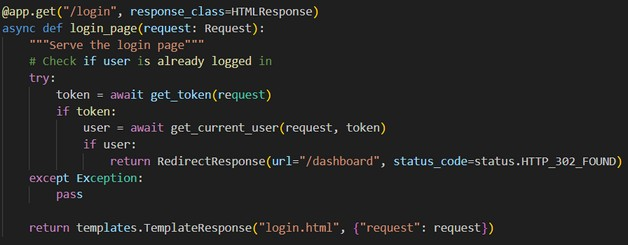 @app.get("/login", response_class=HTMLResponse)
async def login_page(request: Request):
    """Serve the login page"""
    # Check if user is already logged in
    try:
        token = await get_token(request)
        if token:
            user = await get_current_user(request, token)
            if user:
                return RedirectResponse(url="/dashboard", status_code=status.HTTP_302_FOUND)
    except Exception:
        pass

    return templates.TemplateResponse("login.html", {"request": request})